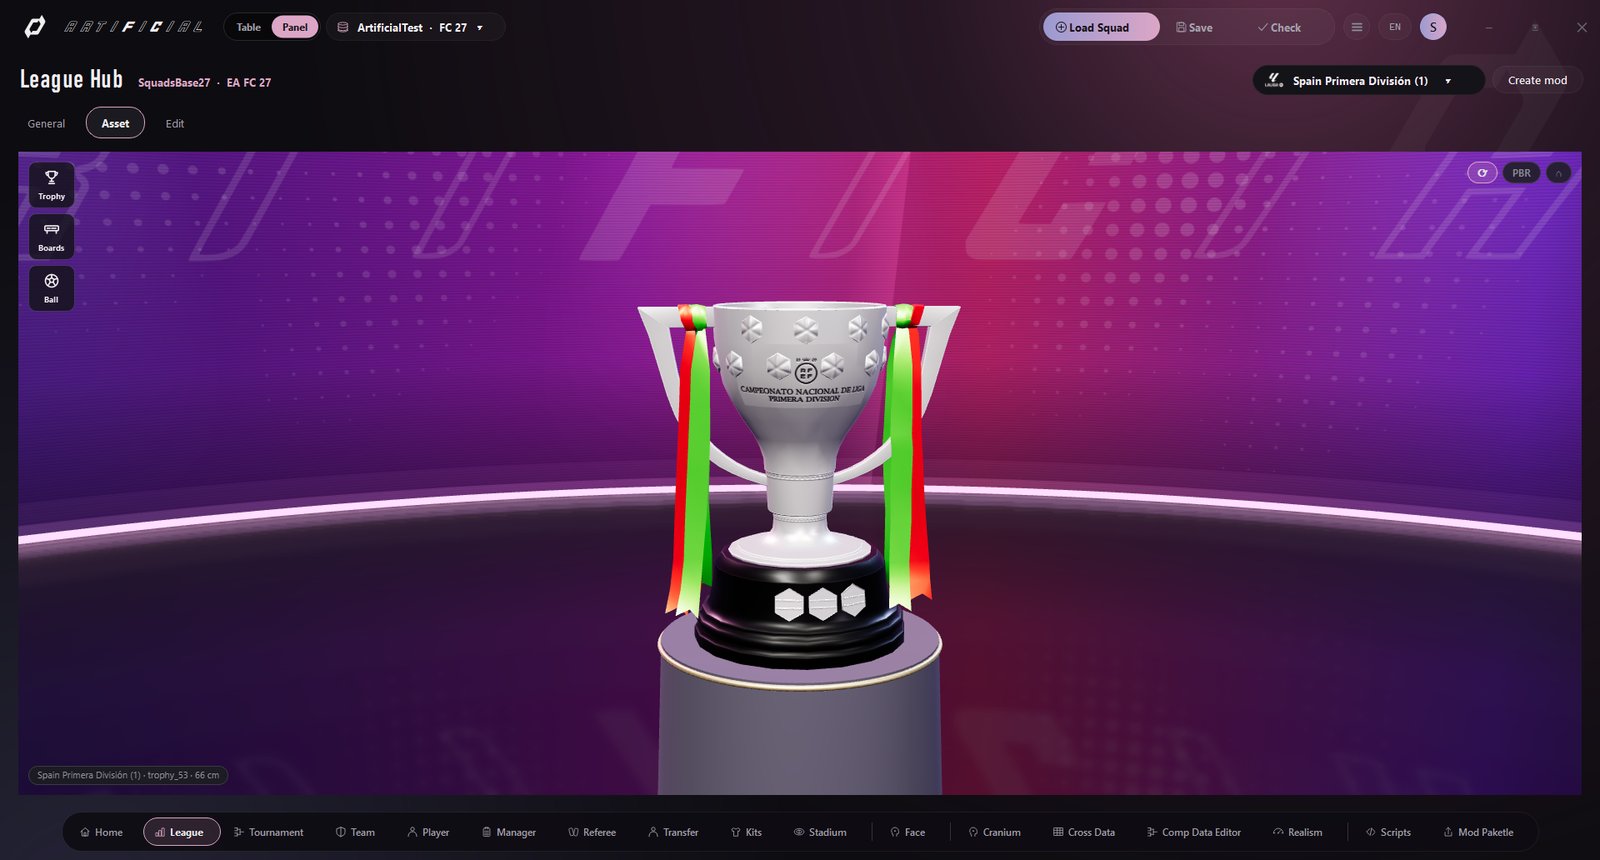 ARTIFICIAL
Table
Panel
ArtificialTest · FC 27
Load Squad
Save
Check
EN
S
League Hub
SquadsBase27 · EA FC 27
LALIGA
Spain Primera División (1)
Create mod
General
Asset
Edit
Trophy
Boards
Ball
PBR
RF
EF
CAMPEONATO NACIONAL DE LIGA
PRIMERA DIVISION
Spain Primera División (1) · trophy_53 · 66 cm
Home
League
Tournament
Team
Player
Manager
Referee
Transfer
Kits
Stadium
Face
Cranium
Cross Data
Comp Data Editor
Realism
Scripts
Mod Paketle